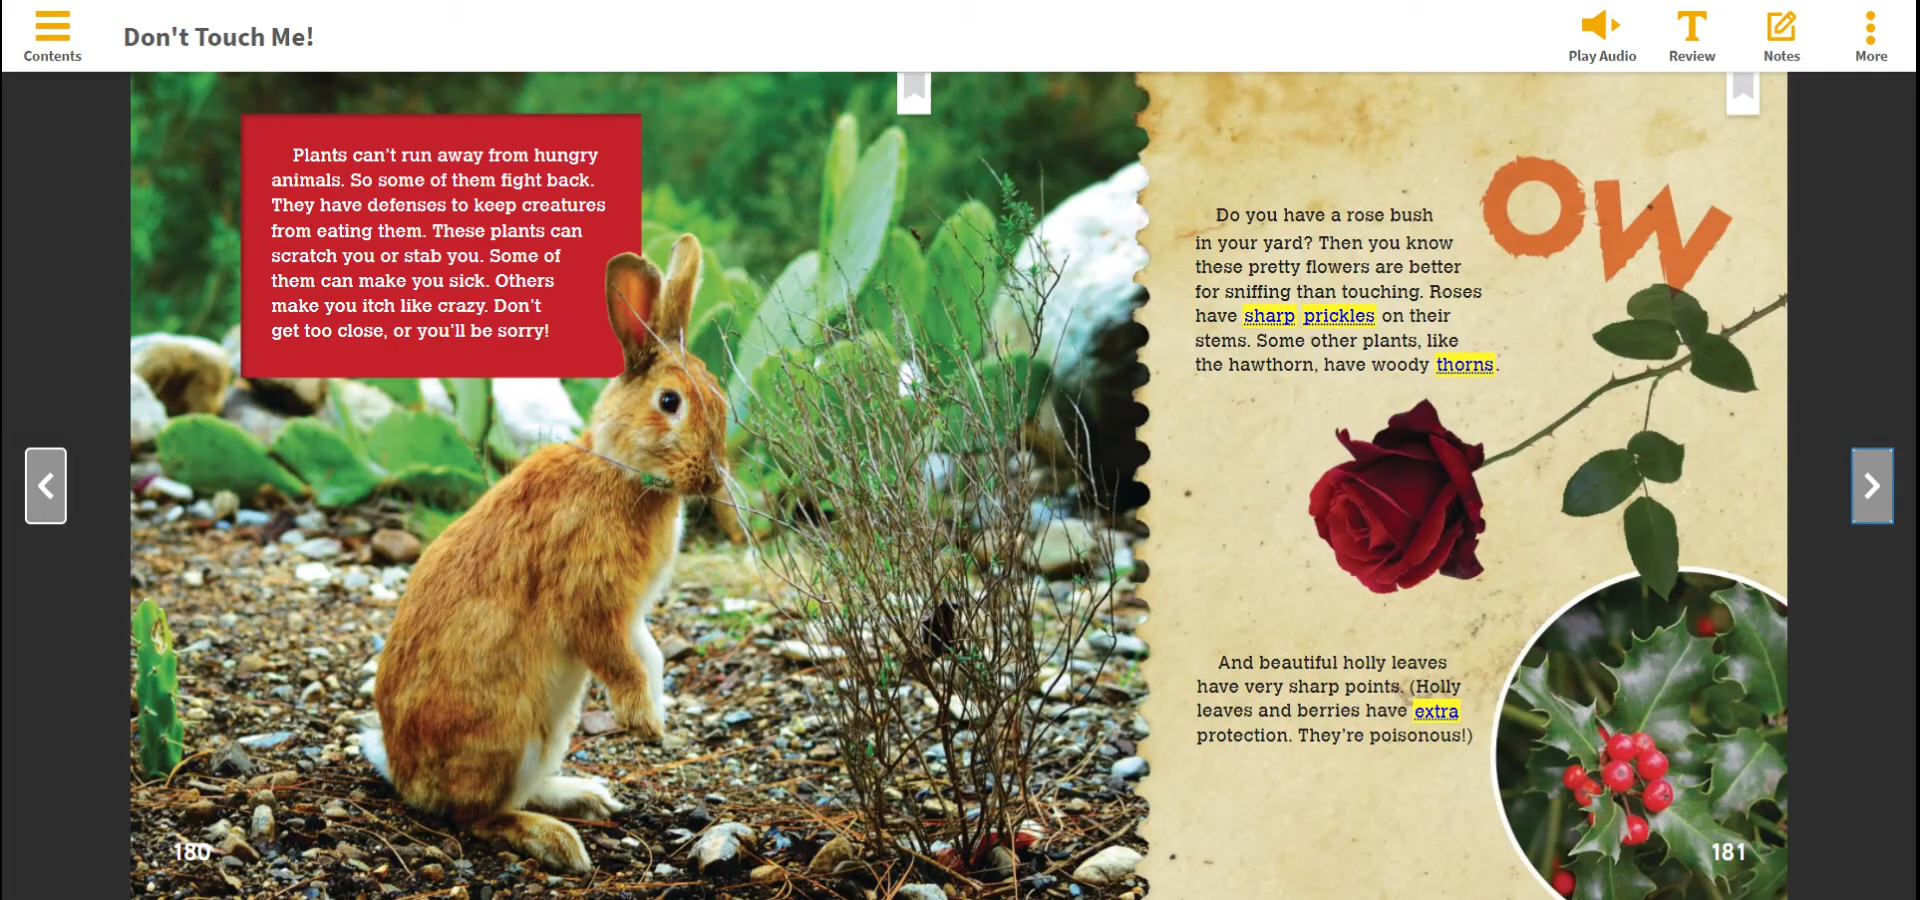 Contents
Don't Touch Me!
Play Audio
Review
Notes
More
Plants can't run away from hungry
animals. So some of them fight back.
They have defenses to keep creatures
from eating them. These plants can
scratch you or stab you. Some of
them can make you sick. Others
make you itch like crazy. Don't
get too close, or you'll be sorry!
180
OW
Do you have a rose bush
in your yard? Then you know
these pretty flowers are better
for sniffing than touching. Roses
have sharp prickles on their
stems. Some other plants, like
the hawthorn, have woody thorns.
And beautiful holly leaves
have very sharp points. (Holly
leaves and berries have extra
protection. They're poisonous!)
181